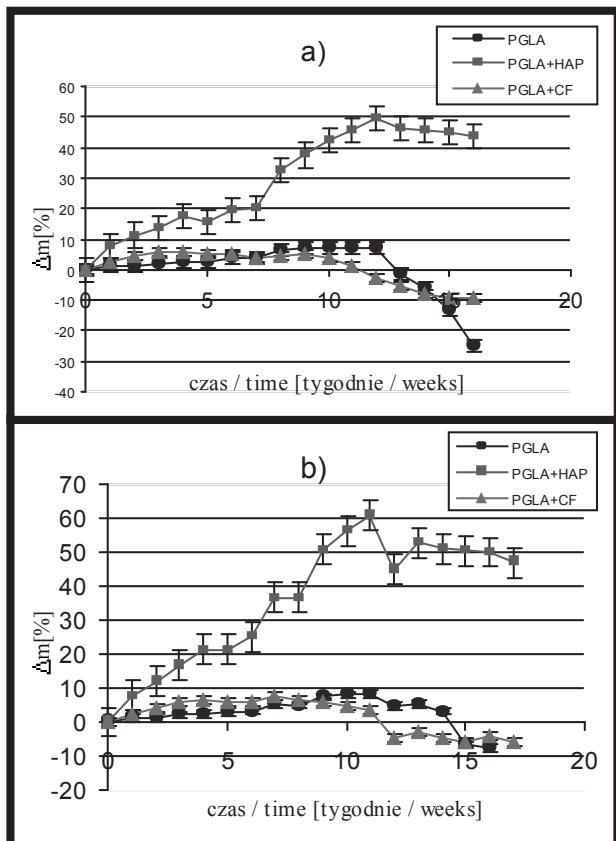 a)
PGLA
PGLA+HAP
PGLA+CF
60
50
40
30
20
10
0
-10
-20
-30
-40
Δm[%]
0
5
10
15
20
czas / time [tygodnie / weeks]
b)
PGLA
PGLA+HAP
PGLA+CF
70
60
50
40
30
20
10
0
-10
-20
Δm[%]
0
5
10
15
20
czas / time [tygodnie / weeks]